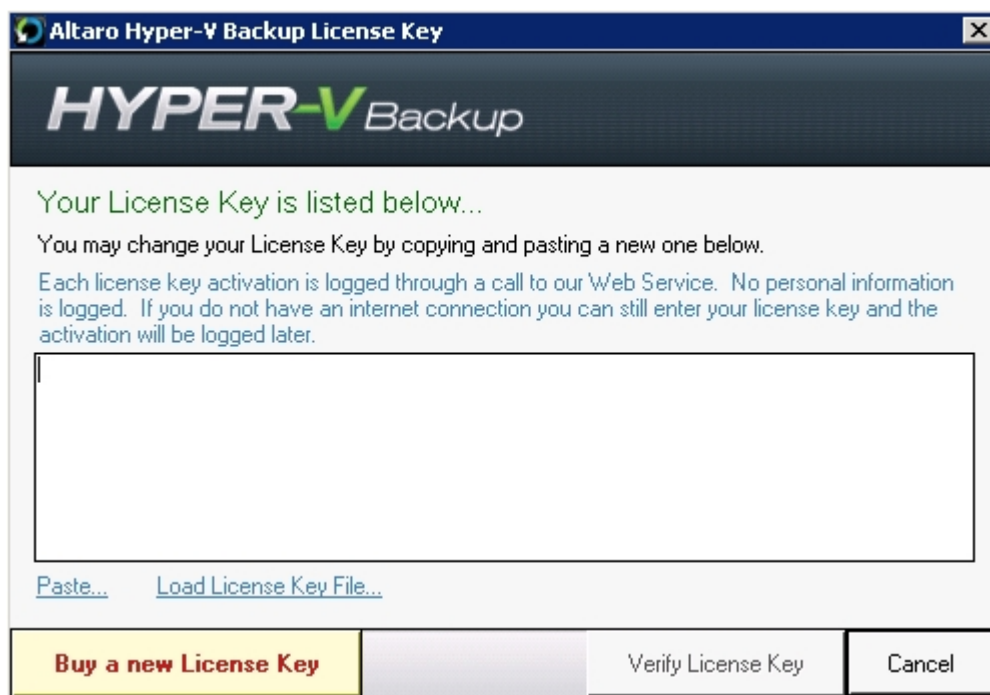 Altaro Hyper-V Backup License Key
HYPER-V Backup
Your License Key is listed below...
You may change your License Key by copying and pasting a new one below.
Each license key activation is logged through a call to our Web Service.  No personal information
is logged.  If you do not have an internet connection you can still enter your license key and the
activation will be logged later.
Paste... Load License Key File...
Buy a new License Key Verify License Key Cancel